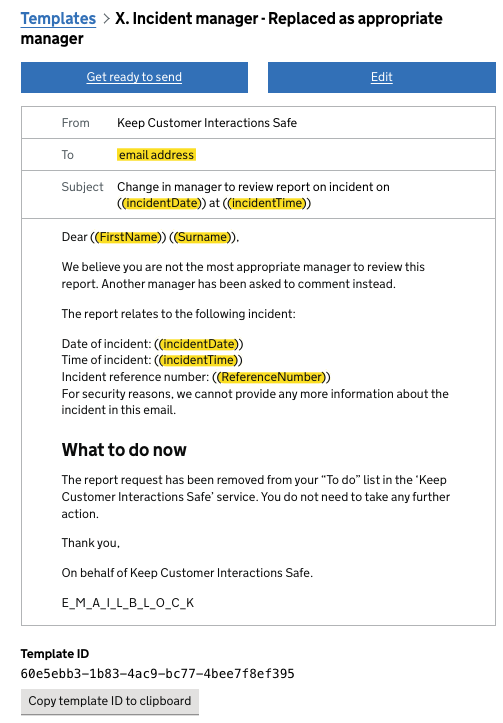 Templates > X. Incident manager - Replaced as appropriate
manager
Get ready to send
Edit
From Keep Customer Interactions Safe
To email address
Subject Change in manager to review report on incident on
((incidentDate)) at ((incidentTime))
Dear ((FirstName)) ((Surname)),
We believe you are not the most appropriate manager to review this
report. Another manager has been asked to comment instead.
The report relates to the following incident:
Date of incident: ((incidentDate))
Time of incident: ((incidentTime))
Incident reference number: ((ReferenceNumber))
For security reasons, we cannot provide any more information about the
incident in this email.
What to do now
The report request has been removed from your “To do” list in the ‘Keep
Customer Interactions Safe’ service. You do not need to take any further
action.
Thank you,
On behalf of Keep Customer Interactions Safe.
E_M_A_I_L_B_L_O_C_K
Template ID
60e5ebb3-1b83-4ac9-bc77-4bee7f8ef395
Copy template ID to clipboard